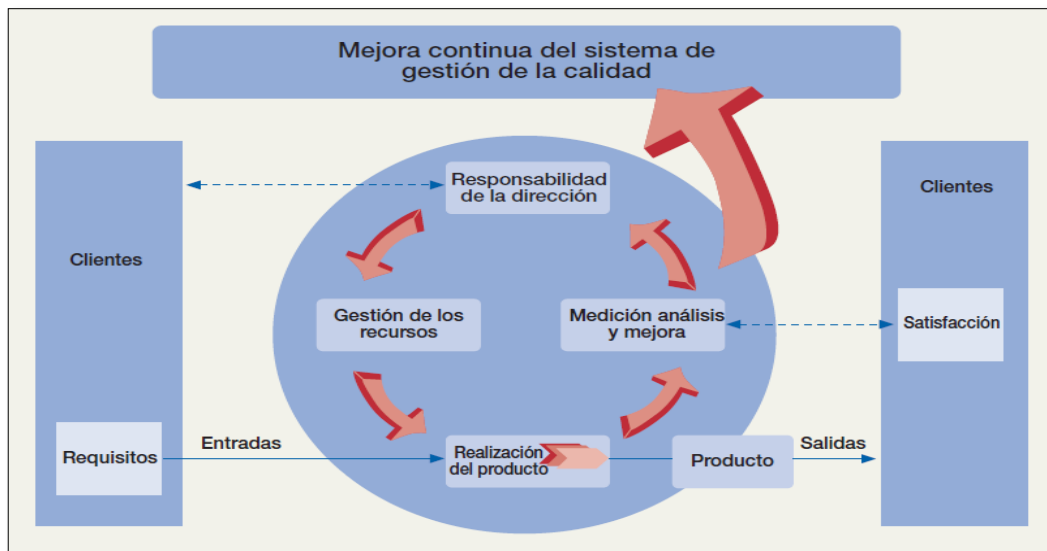 Mejora continua del sistema de
gestión de la calidad
Clientes
Requisitos
Entradas
Responsabilidad
de la dirección
Gestión de los
recursos
Medición análisis
y mejora
Realización
del producto
Producto
Salidas
Clientes
Satisfacción